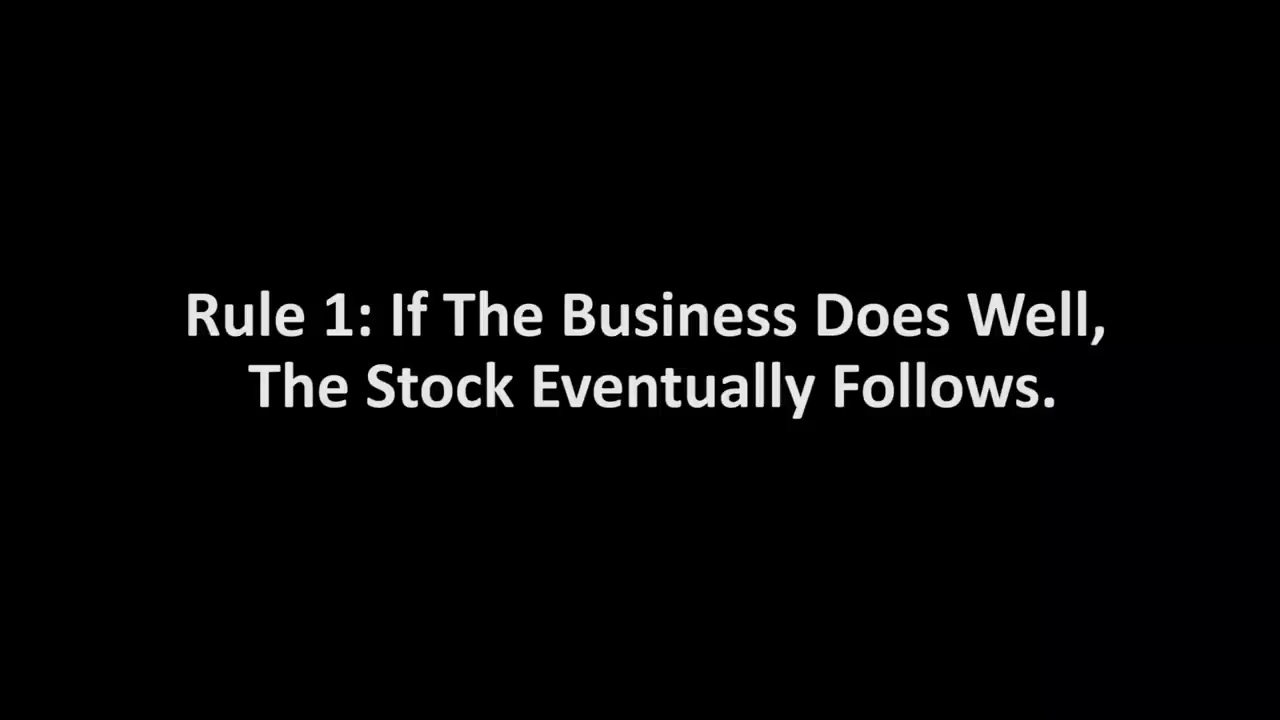 Rule 1: If The Business Does Well,
The Stock Eventually Follows.